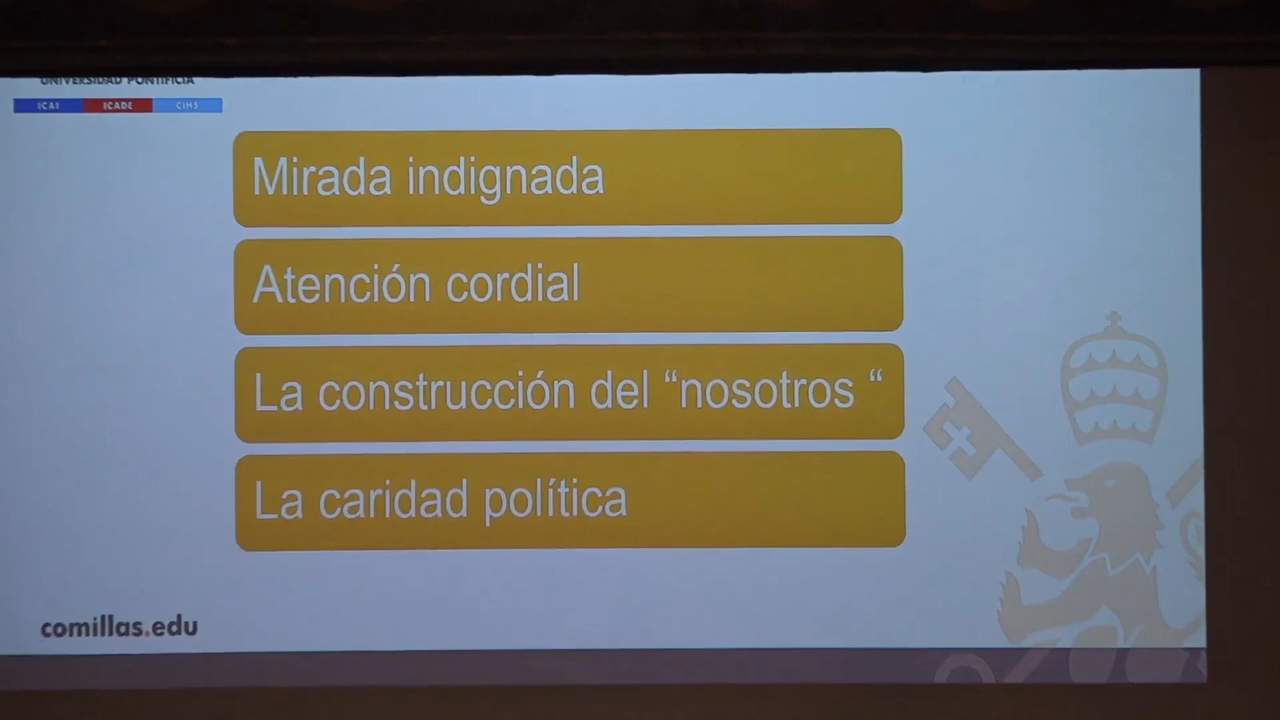 UNIVERSIDAD PONTIFICIA
ICAI ICADE CIHS
Mirada indignada
Atención cordial
La construcción del “nosotros “
La caridad política
comillas.edu